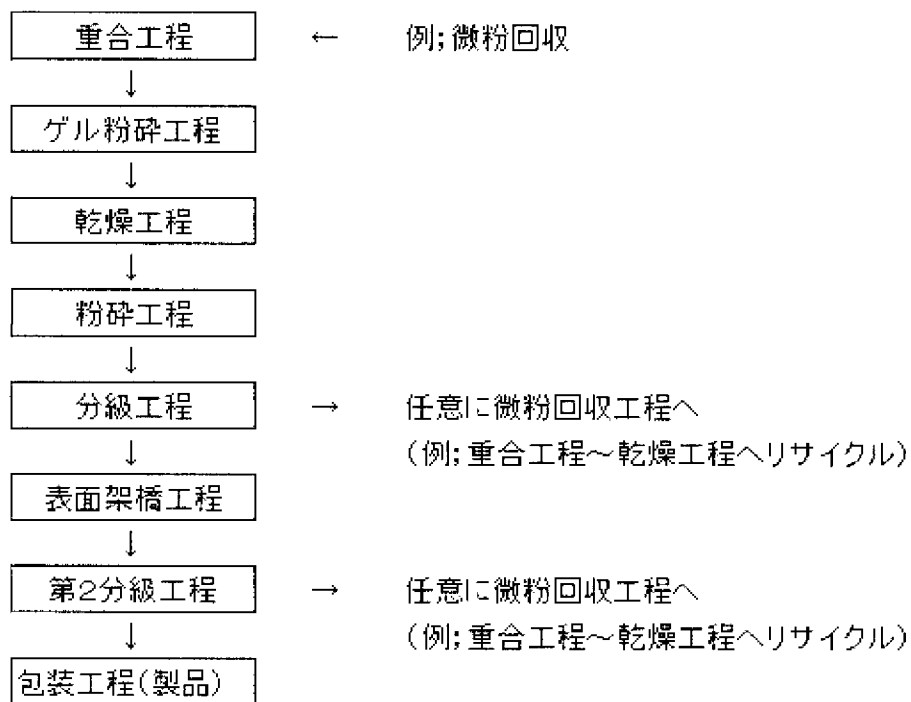 重合工程 ← 例;微粉回収
↓
ゲル粉砕工程
↓
乾燥工程
↓
粉砕工程
↓
分級工程 → 任意に微粉回収工程へ
↓ (例;重合工程～乾燥工程へリサイクル)
表面架橋工程
↓
第2分級工程 → 任意に微粉回収工程へ
↓ (例;重合工程～乾燥工程へリサイクル)
包装工程(製品)